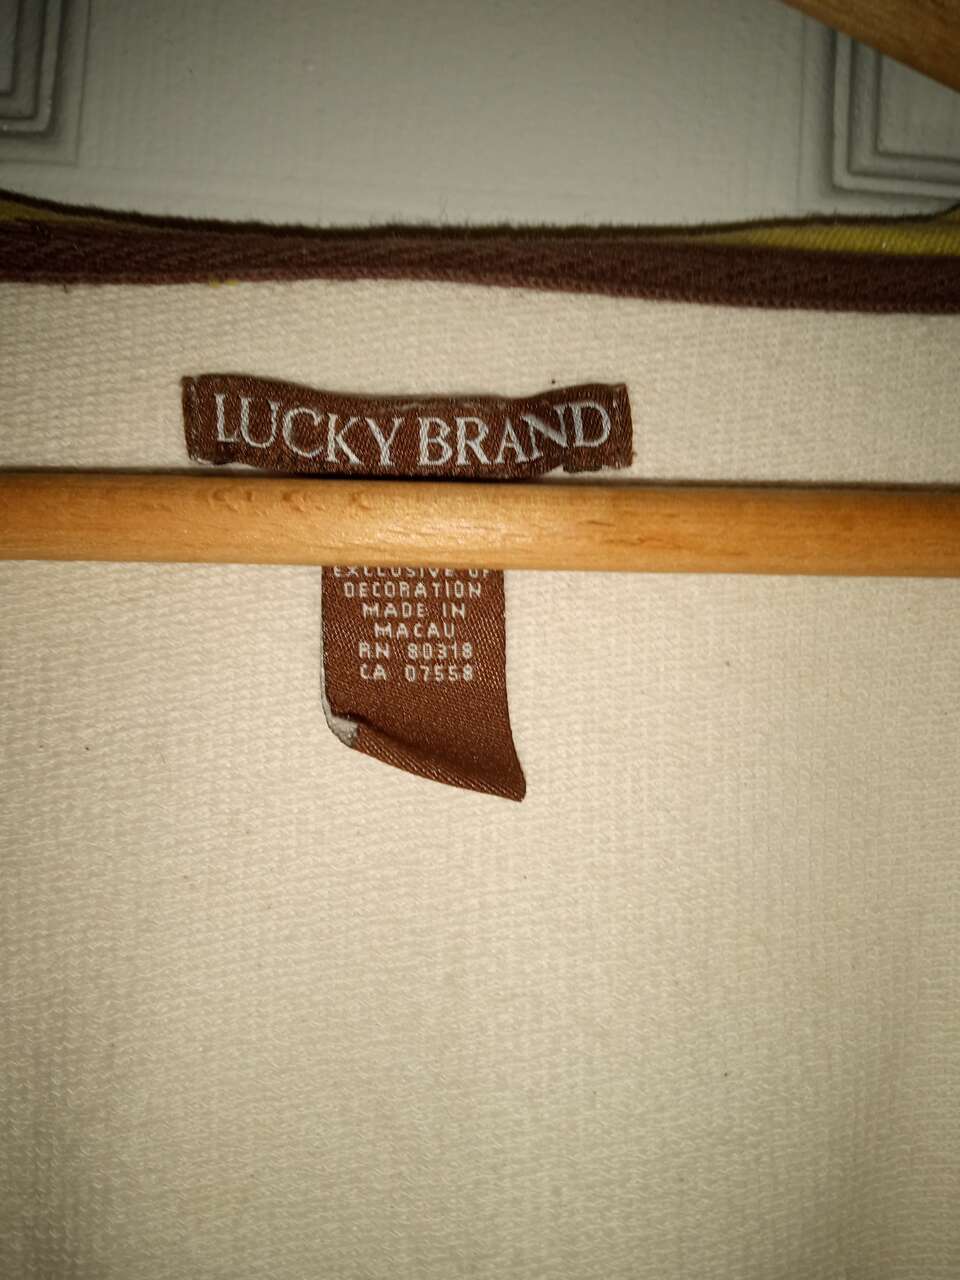 LUCKY BRAND
EXCLUSIVE OF
DECORATION
MADE IN
MACAU
RN 80318
CA 07558